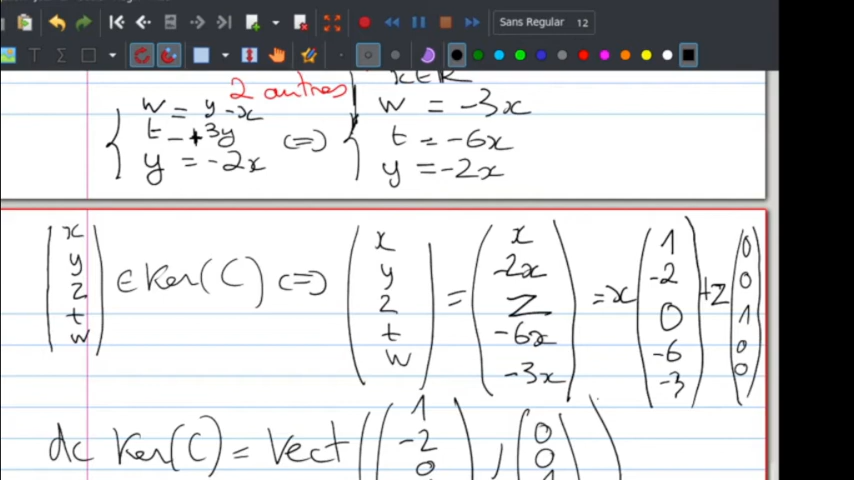 Sans Regular 12
x∈ℝ
2 autres
w = y - x w = -3x
t = +3y ⟺ t = -6x
y = -2x y = -2x
(x y z t w) ∈ Ker(C) ⟺ (x y z t w) = (x -2x z -6x -3x) = x (1 -2 0 -6 -3) + z (0 0 1 0 0)
dc Ker(C) = Vect((1 -2 0 , (0 0 1